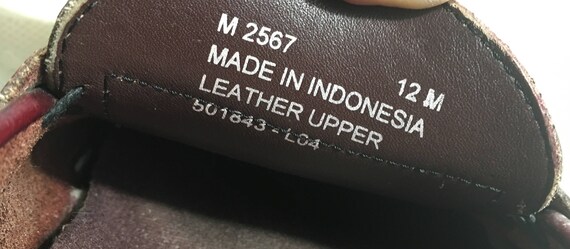 M 2567
MADE IN INDONESIA 12 M
LEATHER UPPER
501843-L04